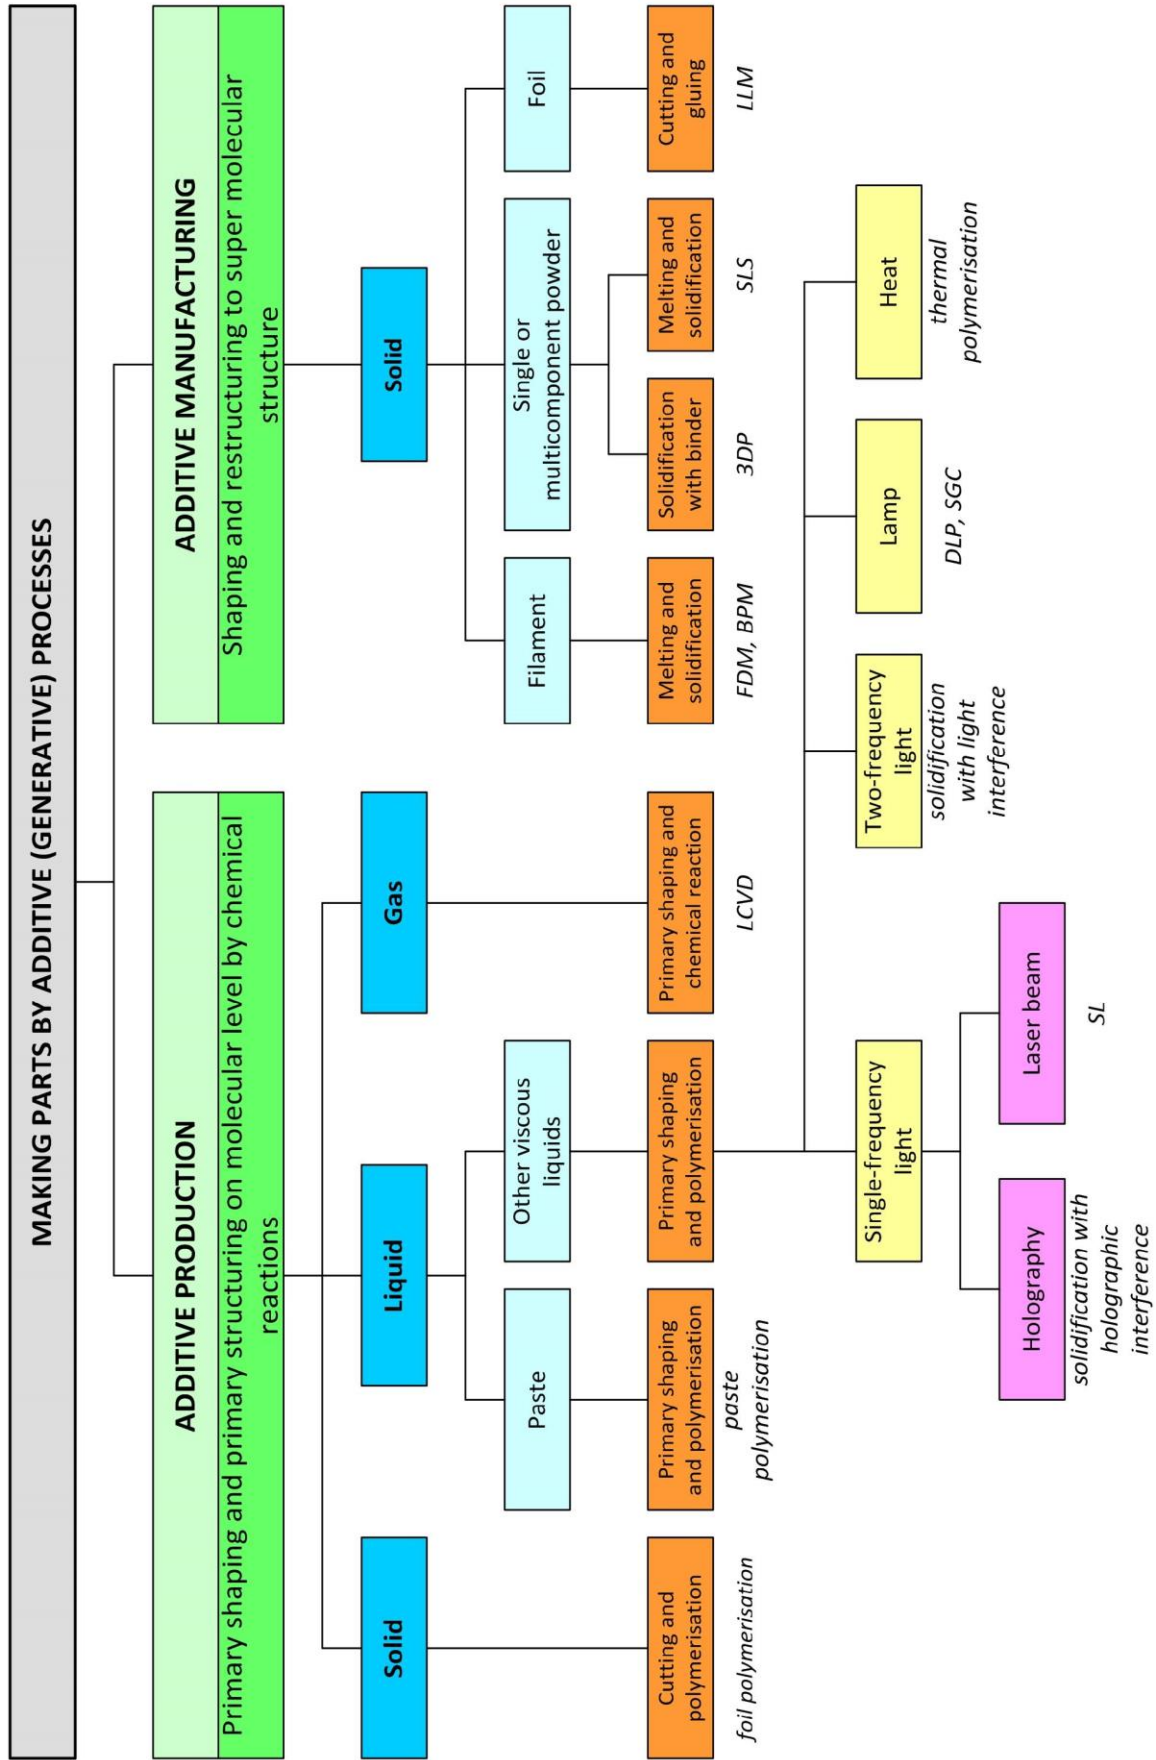 MAKING PARTS BY ADDITIVE (GENERATIVE) PROCESSES
ADDITIVE PRODUCTION
Primary shaping and primary structuring on molecular level by chemical
reactions
ADDITIVE MANUFACTURING
Shaping and restructuring to super molecular
structure
Solid
Liquid
Gas
Solid
Paste
Other viscous
liquids
Filament
Single or
multicomponent powder
Foil
Cutting and
polymerisation
foil polymerisation
Primary shaping
and polymerisation
paste
polymerisation
Primary shaping
and polymerisation
Primary shaping and
chemical reaction
LCVD
Melting and
solidification
FDM, BPM
Solidification
with binder
3DP
Melting and
solidification
SLS
Cutting and
gluing
LLM
Single-frequency
light
Two-frequency
light
solidification
with light
interference
Lamp
DLP, SGC
Heat
thermal
polymerisation
Holography
solidification with
holographic
interference
Laser beam
SL